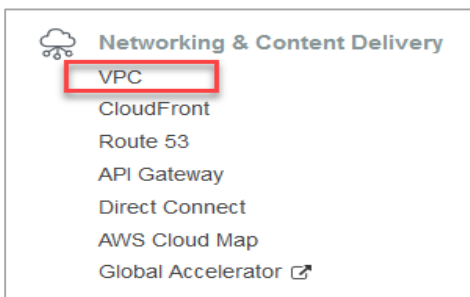 Networking & Content Delivery
VPC
CloudFront
Route 53
API Gateway
Direct Connect
AWS Cloud Map
Global Accelerator